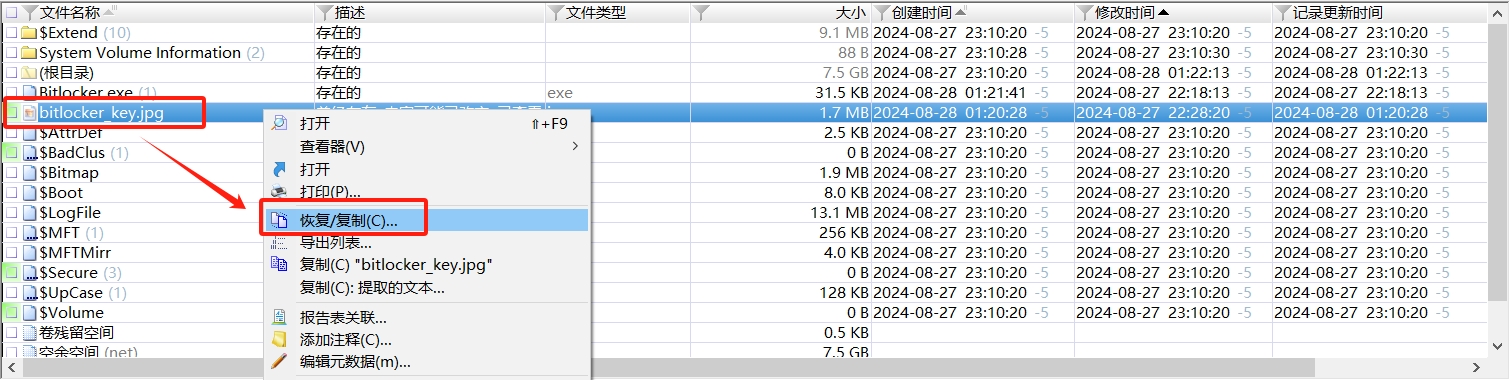 文件名称 描述 文件类型 大小 创建时间 修改时间 记录更新时间
$Extend (10) 存在的 9.1 MB 2024-08-27 23:10:20 -5 2024-08-27 23:10:20 -5 2024-08-27 23:10:20 -5
System Volume Information (2) 存在的 88 B 2024-08-27 23:10:28 -5 2024-08-27 23:10:30 -5 2024-08-27 23:10:30 -5
(根目录) 存在的 7.5 GB 2024-08-27 23:10:20 -5 2024-08-28 01:22:13 -5 2024-08-28 01:22:13 -5
Bitlocker.exe (1) 存在的 exe 31.5 KB 2024-08-28 01:21:41 -5 2024-08-27 22:18:13 -5 2024-08-27 22:18:13 -5
bitlocker_key.jpg 1.7 MB 2024-08-28 01:20:28 -5 2024-08-27 22:28:20 -5 2024-08-28 01:20:28 -5
$AttrDef 2.5 KB 2024-08-27 23:10:20 -5 2024-08-27 23:10:20 -5 2024-08-27 23:10:20 -5
$BadClus (1) 0 B 2024-08-27 23:10:20 -5 2024-08-27 23:10:20 -5 2024-08-27 23:10:20 -5
$Bitmap 1.9 MB 2024-08-27 23:10:20 -5 2024-08-27 23:10:20 -5 2024-08-27 23:10:20 -5
$Boot 8.0 KB 2024-08-27 23:10:20 -5 2024-08-27 23:10:20 -5 2024-08-27 23:10:20 -5
$LogFile 13.1 MB 2024-08-27 23:10:20 -5 2024-08-27 23:10:20 -5 2024-08-27 23:10:20 -5
$MFT (1) 256 KB 2024-08-27 23:10:20 -5 2024-08-27 23:10:20 -5 2024-08-27 23:10:20 -5
$MFTMirr 4.0 KB 2024-08-27 23:10:20 -5 2024-08-27 23:10:20 -5 2024-08-27 23:10:20 -5
$Secure (3) 0 B 2024-08-27 23:10:20 -5 2024-08-27 23:10:20 -5 2024-08-27 23:10:20 -5
$UpCase (1) 128 KB 2024-08-27 23:10:20 -5 2024-08-27 23:10:20 -5 2024-08-27 23:10:20 -5
$Volume 0 B 2024-08-27 23:10:20 -5 2024-08-27 23:10:20 -5 2024-08-27 23:10:20 -5
卷残留空间 0.5 KB
空余空间 (net) 7.5 GB
打开 ⇧+F9
查看器(V)
打开
打印(P)...
恢复/复制(C)...
导出列表...
复制(C) "bitlocker_key.jpg"
复制(C): 提取的文本...
报告表关联...
添加注释(C)...
编辑元数据(m)...